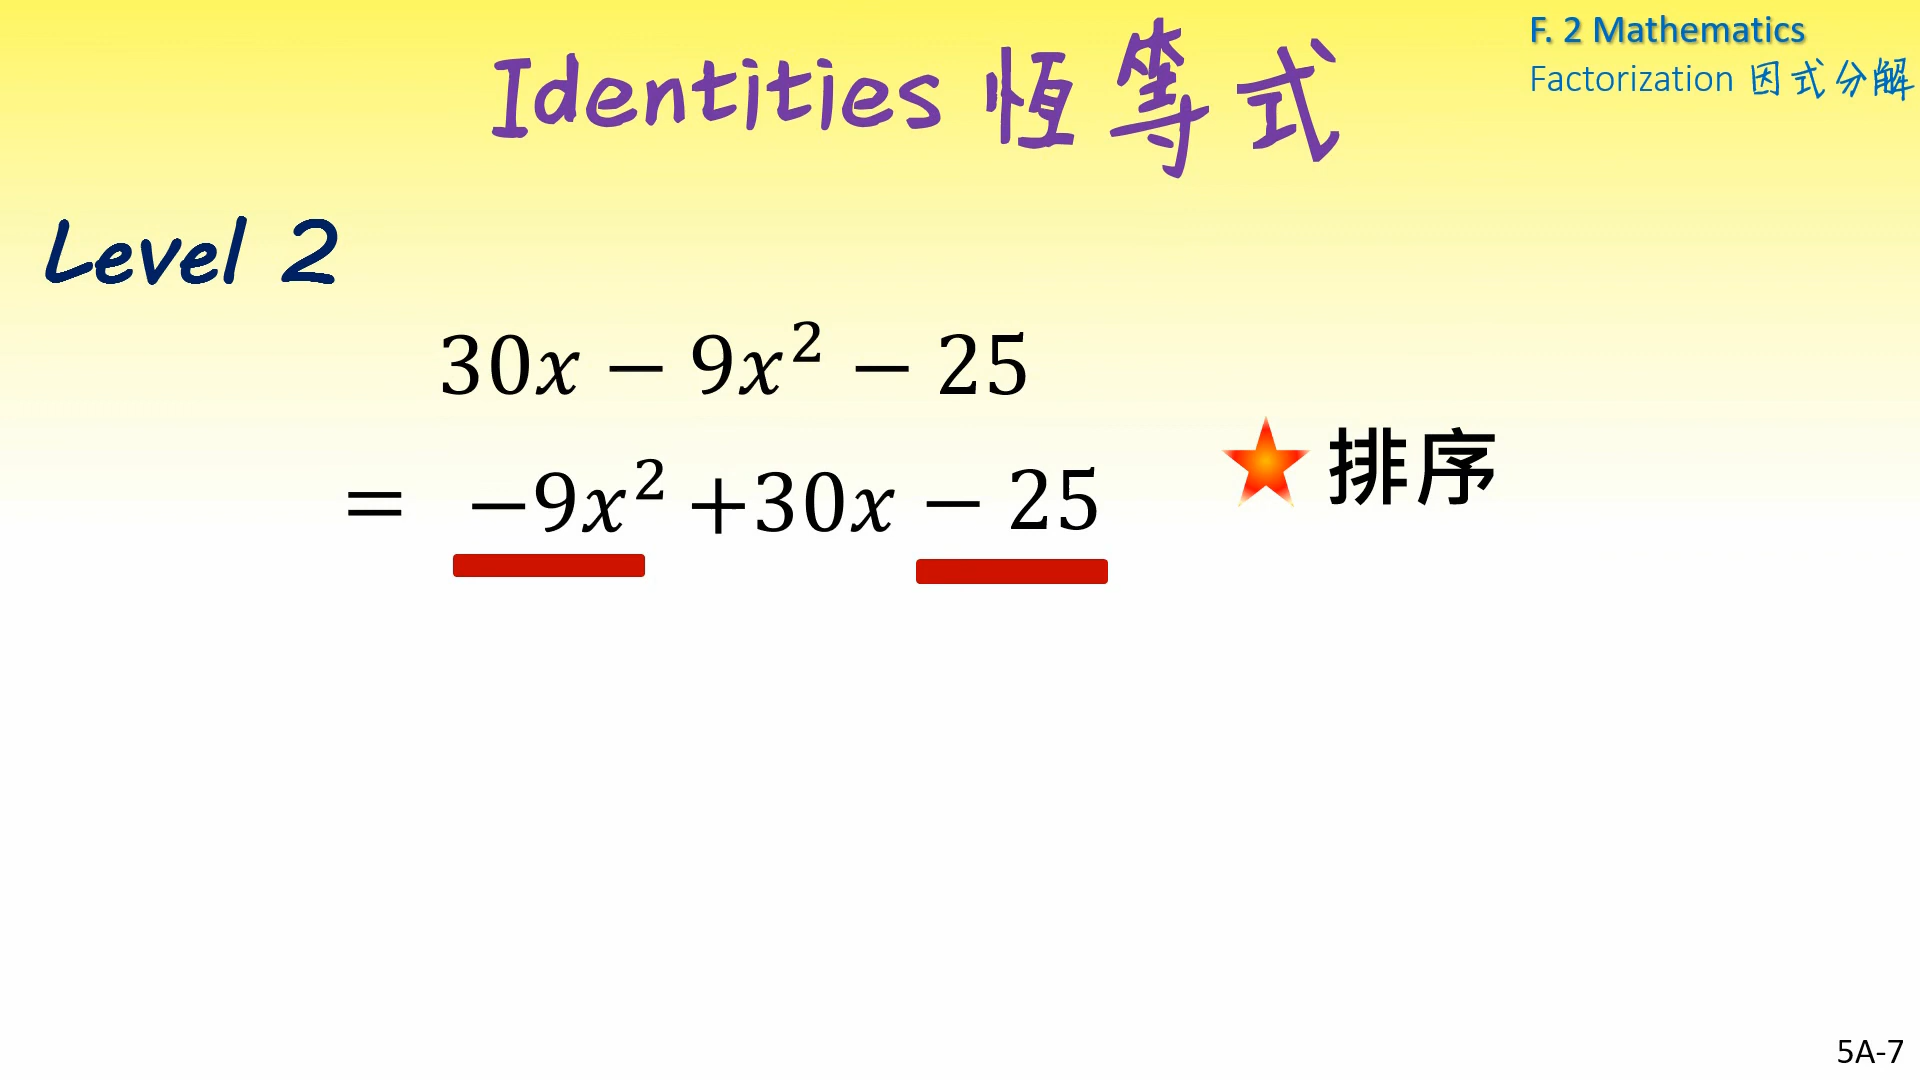 F. 2 Mathematics
Factorization 因式分解
Identities 恆等式
Level 2
30x − 9x² − 25
= −9x² +30x − 25
排序
5A-7